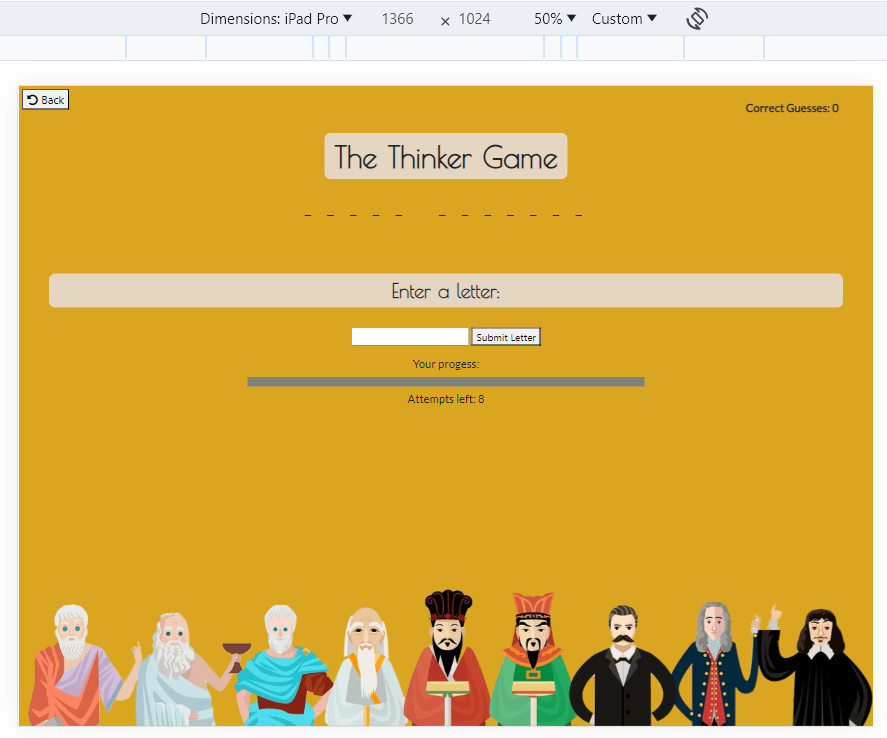 Dimensions: iPad Pro ▼ 1366 × 1024 50% ▼ Custom ▼
Back
Correct Guesses: 0
The Thinker Game
_ _ _ _ _  _ _ _ _ _ _ _
Enter a letter:
Submit Letter
Your progess:
Attempts left: 8